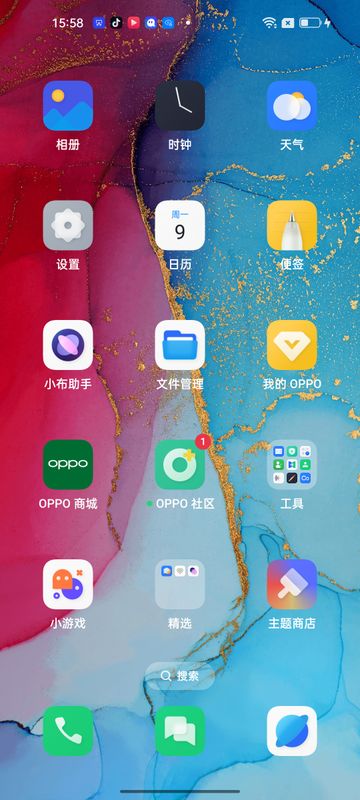 15:58
相册
时钟
天气
周一
9
设置
日历
便签
小布助手
文件管理
我的 OPPO
oppo
1
OPPO 商城
OPPO 社区
工具
小游戏
精选
主题商店
搜索